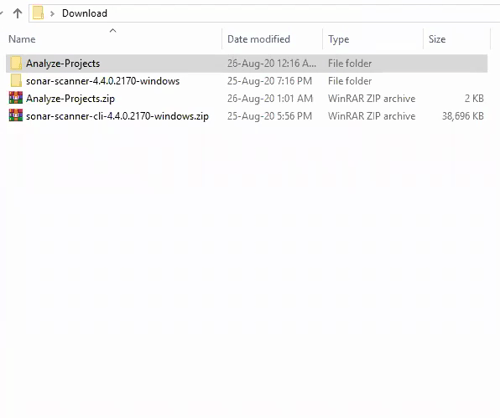 Download
Name Date modified Type Size
Analyze-Projects 26-Aug-20 12:16 A... File folder
sonar-scanner-4.4.0.2170-windows 25-Aug-20 7:16 PM File folder
Analyze-Projects.zip 26-Aug-20 1:01 AM WinRAR ZIP archive 2 KB
sonar-scanner-cli-4.4.0.2170-windows.zip 25-Aug-20 5:56 PM WinRAR ZIP archive 38,696 KB